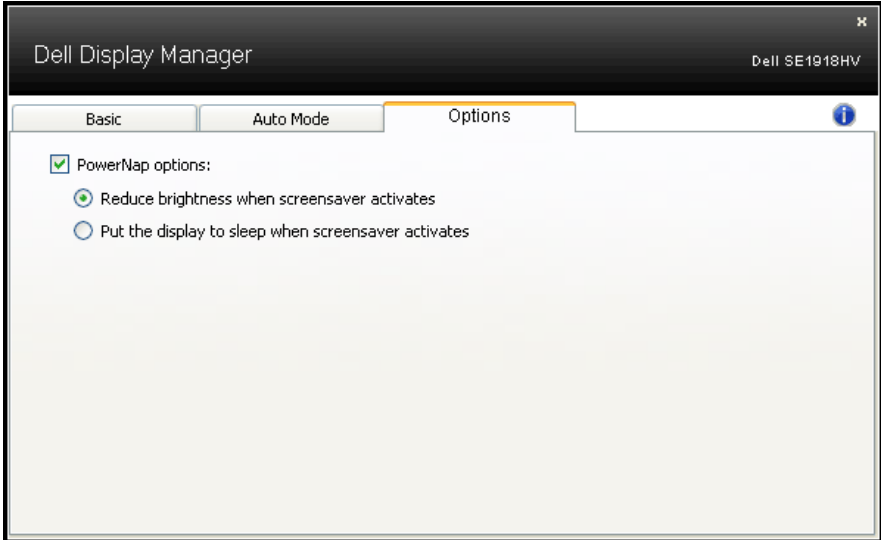 Dell Display Manager
Dell SE1918HV
Basic
Auto Mode
Options
PowerNap options:
Reduce brightness when screensaver activates
Put the display to sleep when screensaver activates